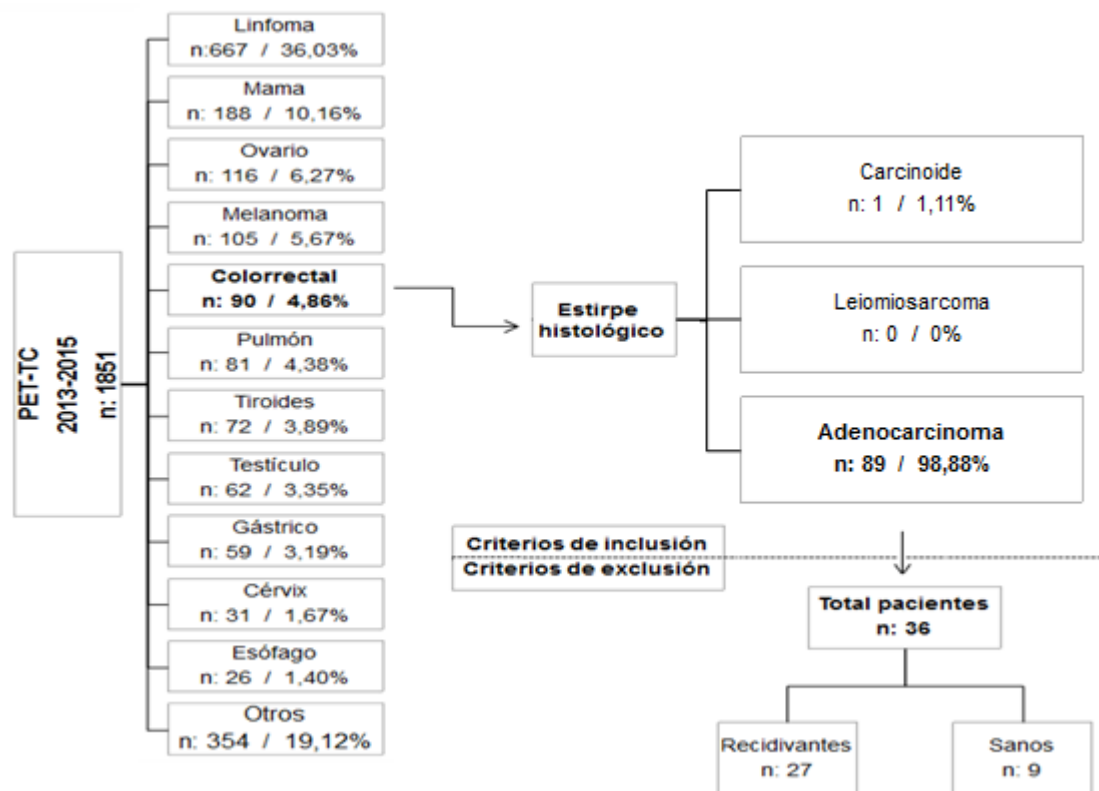 PET-TC
2013-2015
n: 1851
Linfoma
n:667 / 36,03%
Mama
n: 188 / 10,16%
Ovario
n: 116 / 6,27%
Melanoma
n: 105 / 5,67%
Colorrectal
n: 90 / 4,86%
Pulmón
n: 81 / 4,38%
Tiroides
n: 72 / 3,89%
Testículo
n: 62 / 3,35%
Gástrico
n: 59 / 3,19%
Cérvix
n: 31 / 1,67%
Esófago
n: 26 / 1,40%
Otros
n: 354 / 19,12%
Estirpe
histológico
Carcinoide
n: 1 / 1,11%
Leiomiosarcoma
n: 0 / 0%
Adenocarcinoma
n: 89 / 98,88%
Criterios de inclusión
Criterios de exclusión
Total pacientes
n: 36
Recidivantes
n: 27
Sanos
n: 9